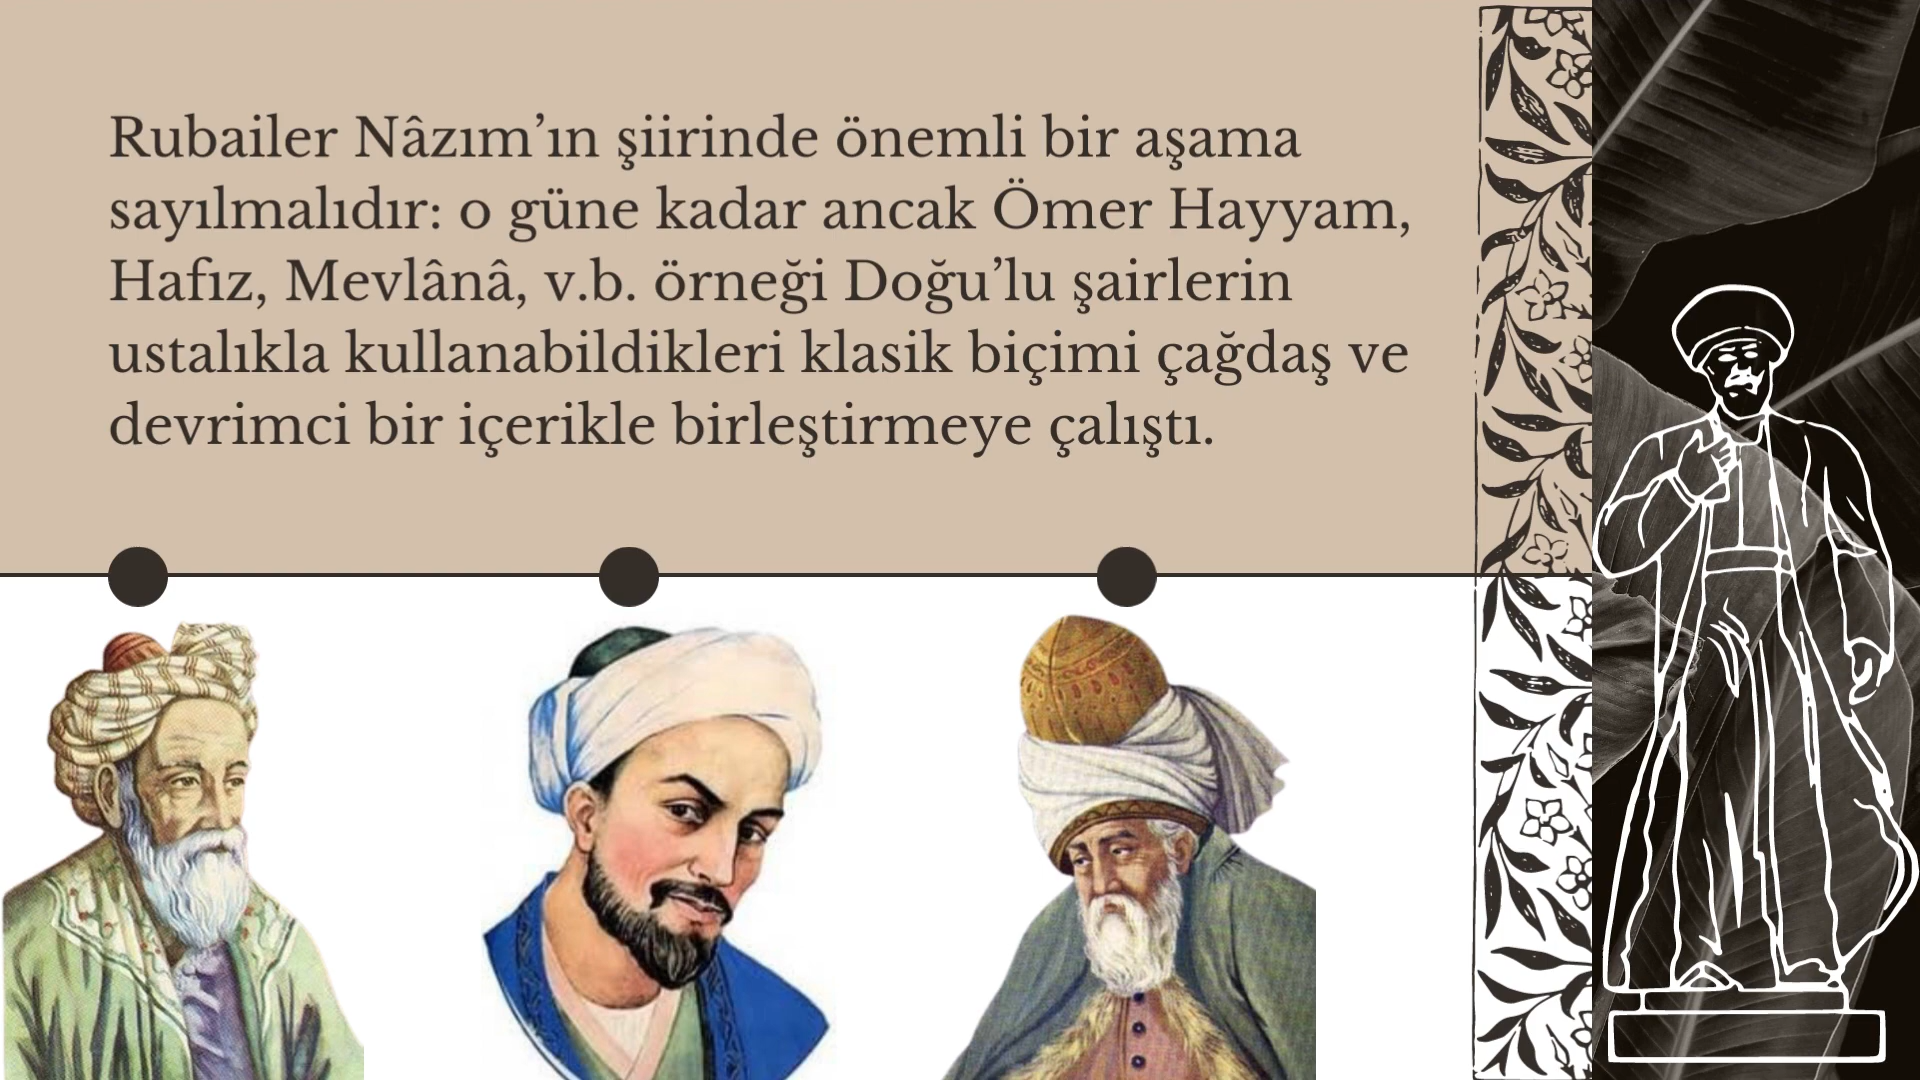 Rubailer Nâzım’ın şiirinde önemli bir aşama
sayılmalıdır: o güne kadar ancak Ömer Hayyam,
Hafız, Mevlânâ, v.b. örneği Doğu’lu şairlerin
ustalıkla kullanabildikleri klasik biçimi çağdaş ve
devrimci bir içerikle birleştirmeye çalıştı.